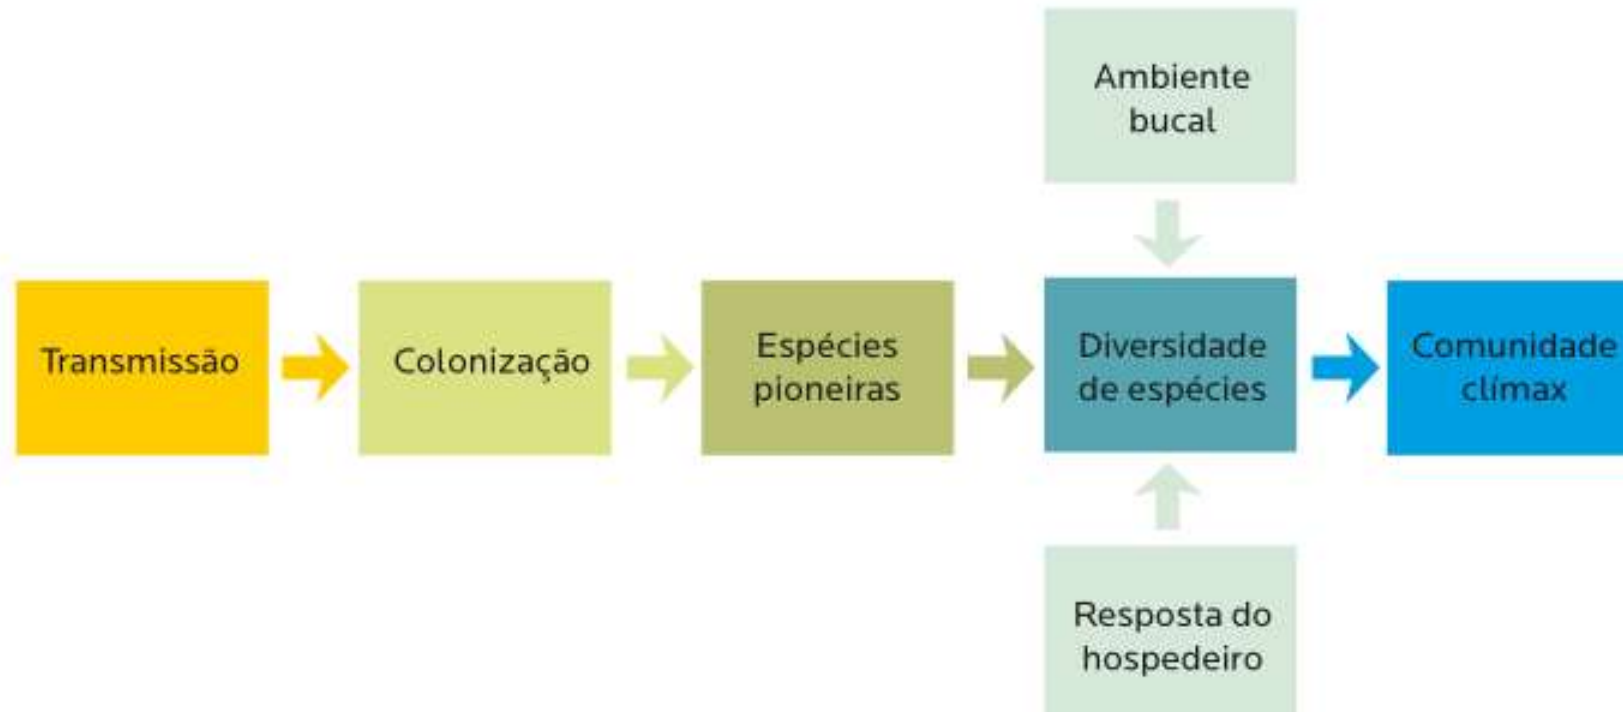 Ambiente
bucal
Transmissão
Colonização
Espécies
pioneiras
Diversidade
de espécies
Comunidade
clímax
Resposta do
hospedeiro